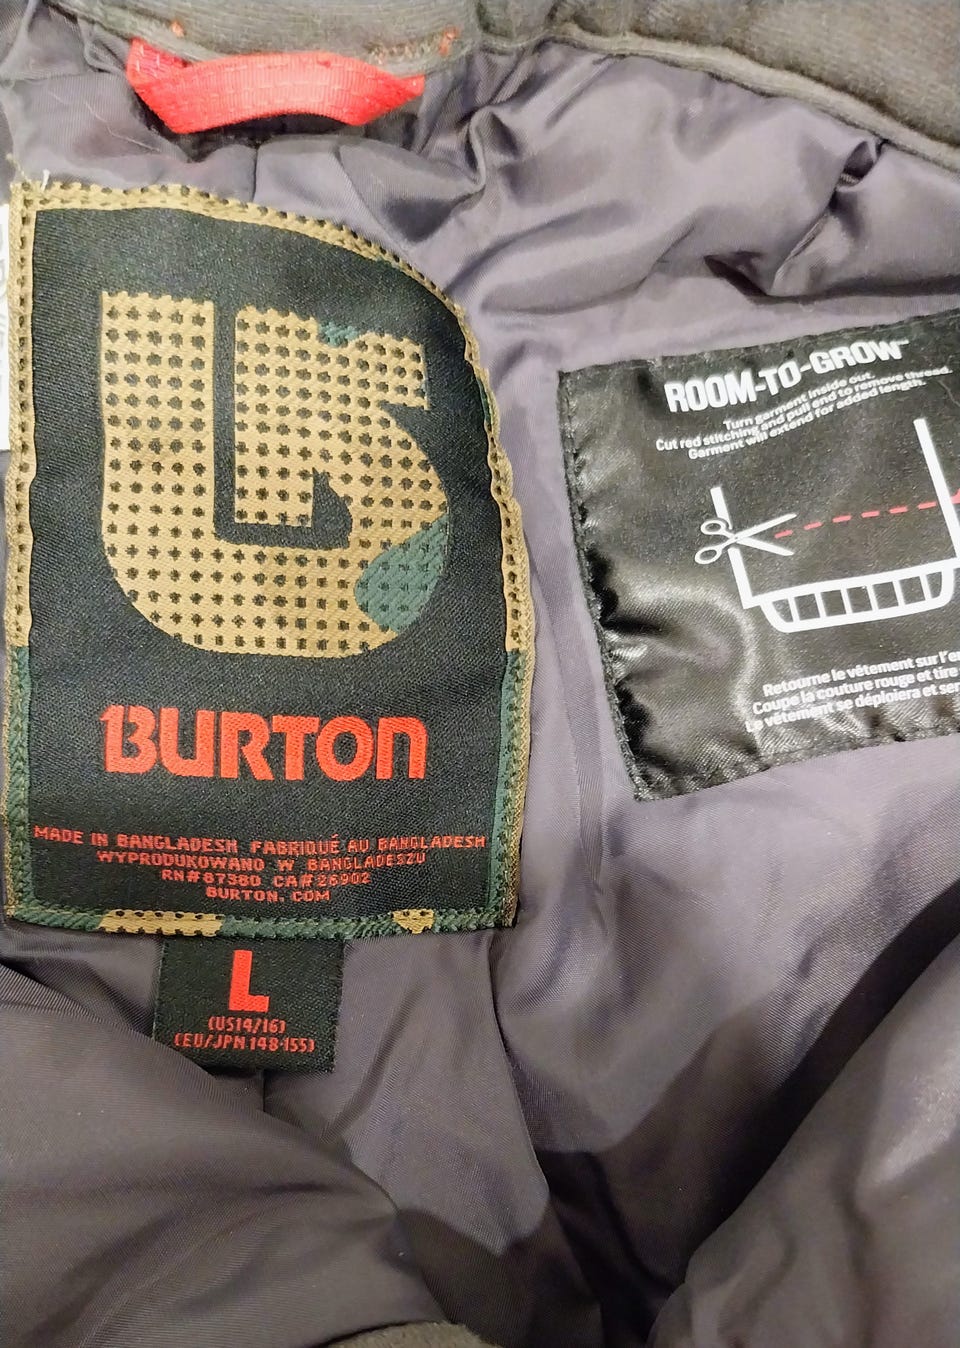 BURTON
MADE IN BANGLADESH FABRIQUÉ AU BANGLADESH
WYPRODUKOWANO W BANGLADESZU
RN#87380 CA#26902
BURTON.COM
L
(US14/16)
(EU/JPN 148-155)
ROOM-TO-GROW™
Turn garment inside out.
Cut red stitching and pull end to remove thread.
Garment will extend for added length.
Retourne le vêtement sur l'en
Coupe la couture rouge et tire
Le vêtement se déploiera et ser